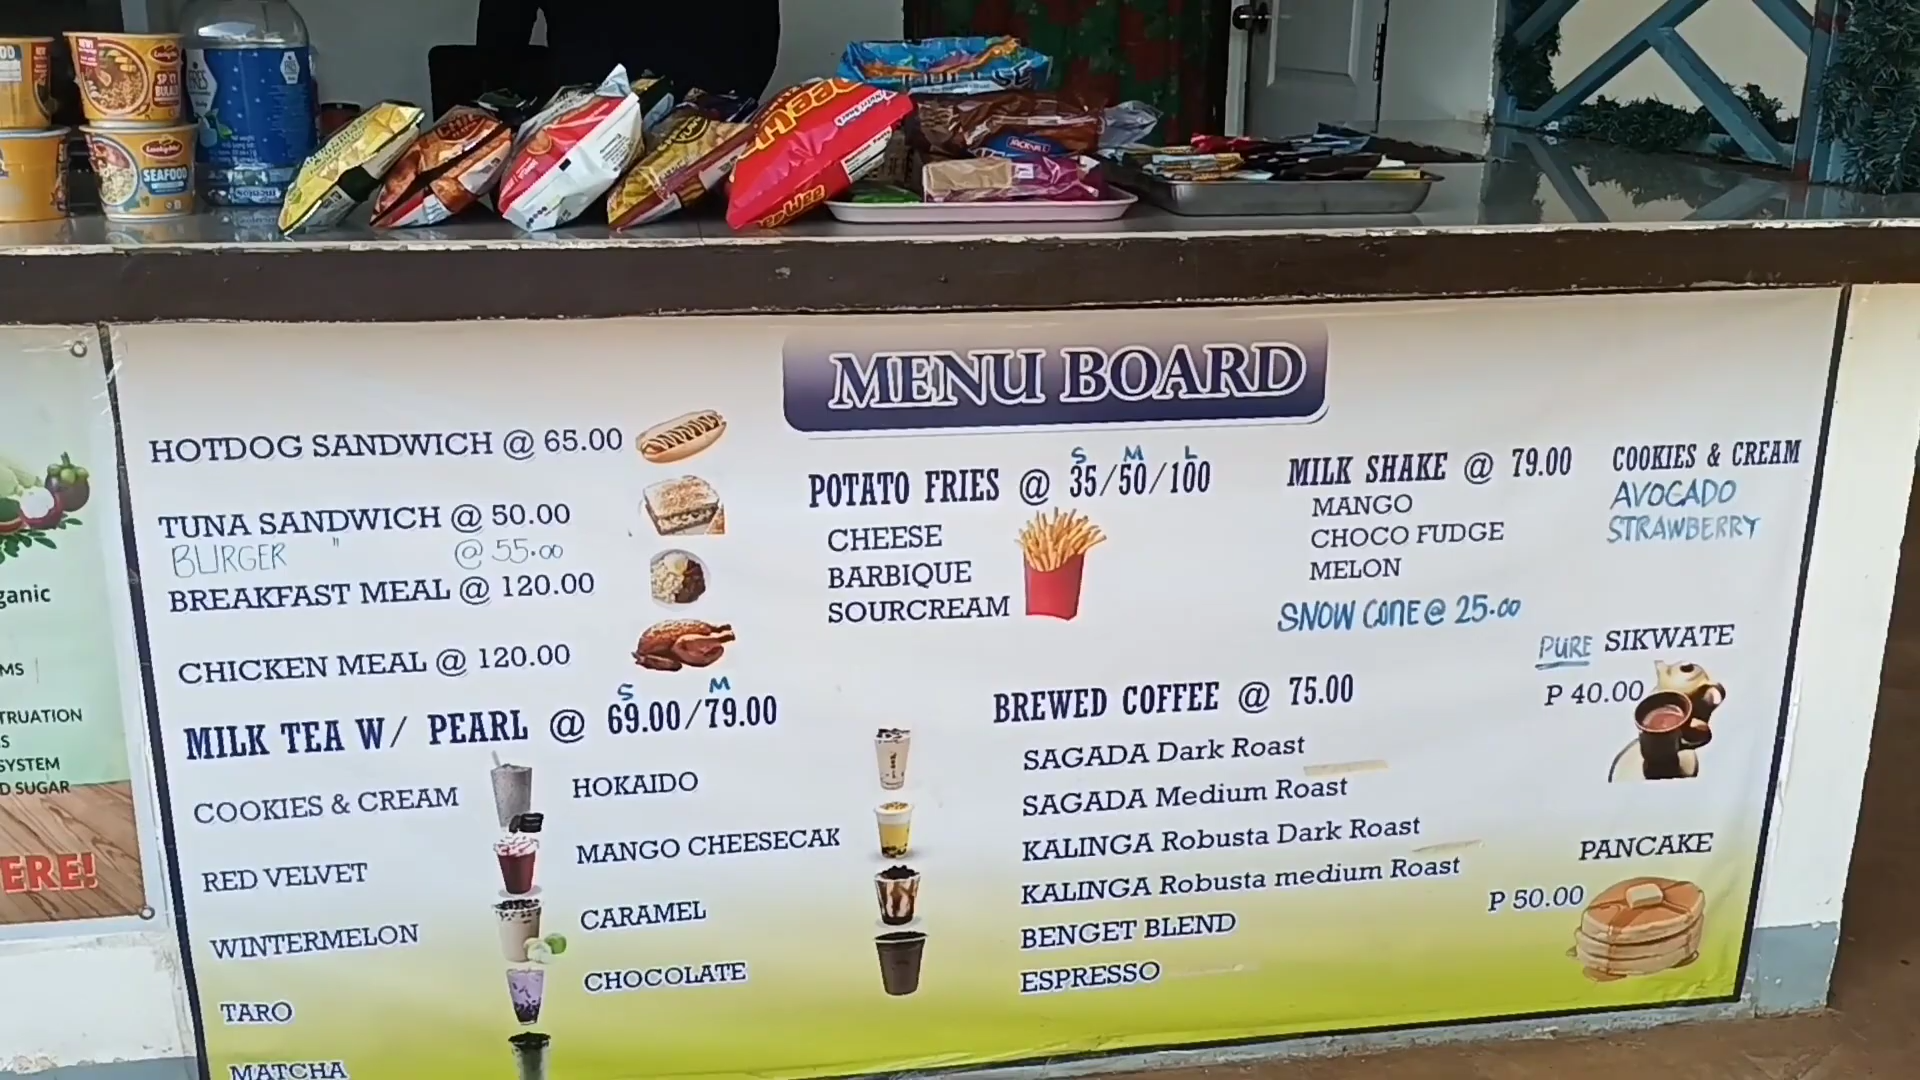 SPICY
BULALO
SEAFOOD
MENU BOARD
HOTDOG SANDWICH @ 65.00
TUNA SANDWICH @ 50.00
BURGER " @ 55.00
BREAKFAST MEAL @ 120.00
CHICKEN MEAL @ 120.00
S M
MILK TEA W/ PEARL @ 69.00/79.00
COOKIES & CREAM
RED VELVET
WINTERMELON
TARO
MATCHA
HOKAIDO
MANGO CHEESECAK
CARAMEL
CHOCOLATE
S M L
POTATO FRIES @ 35/50/100
CHEESE
BARBIQUE
SOURCREAM
MILK SHAKE @ 79.00
MANGO
CHOCO FUDGE
MELON
COOKIES & CREAM
AVOCADO
STRAWBERRY
SNOW CONE @ 25.00
BREWED COFFEE @ 75.00
SAGADA Dark Roast
SAGADA Medium Roast
KALINGA Robusta Dark Roast
KALINGA Robusta medium Roast
BENGET BLEND
ESPRESSO
PURE SIKWATE
P 40.00
PANCAKE
P 50.00
ganic
MS
TRUATION
S
SYSTEM
D SUGAR
ERE!